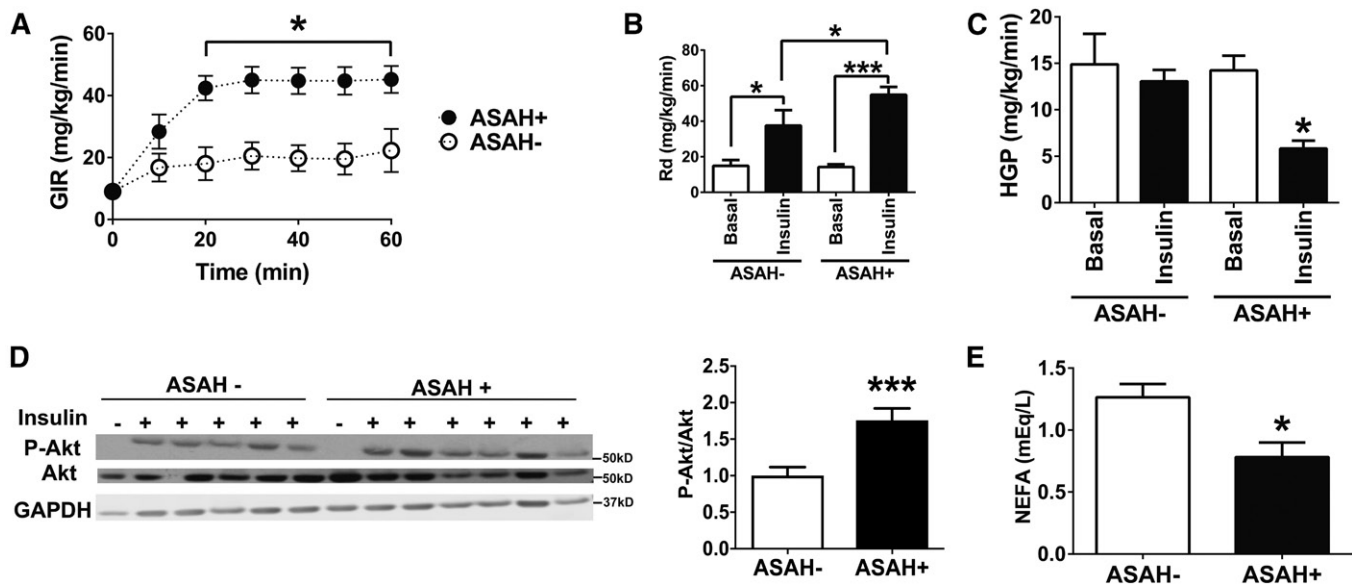 A
GIR (mg/kg/min)
60
40
20
0
0 20 40 60
Time (min)
*
ASAH+
ASAH-
B
Rd (mg/kg/min)
80
60
40
20
0
* *** *
Basal Insulin Basal Insulin
ASAH- ASAH+
C
HGP (mg/kg/min)
20
15
10
5
0
*
Basal Insulin Basal Insulin
ASAH- ASAH+
D
ASAH - ASAH +
Insulin - + + + + + - + + + + + +
P-Akt
50kD
Akt
50kD
GAPDH
37kD
P-Akt/Akt
2.5
2.0
1.5
1.0
0.5
0.0
***
ASAH- ASAH+
E
NEFA (mEq/L)
1.5
1.0
0.5
0.0
*
ASAH- ASAH+